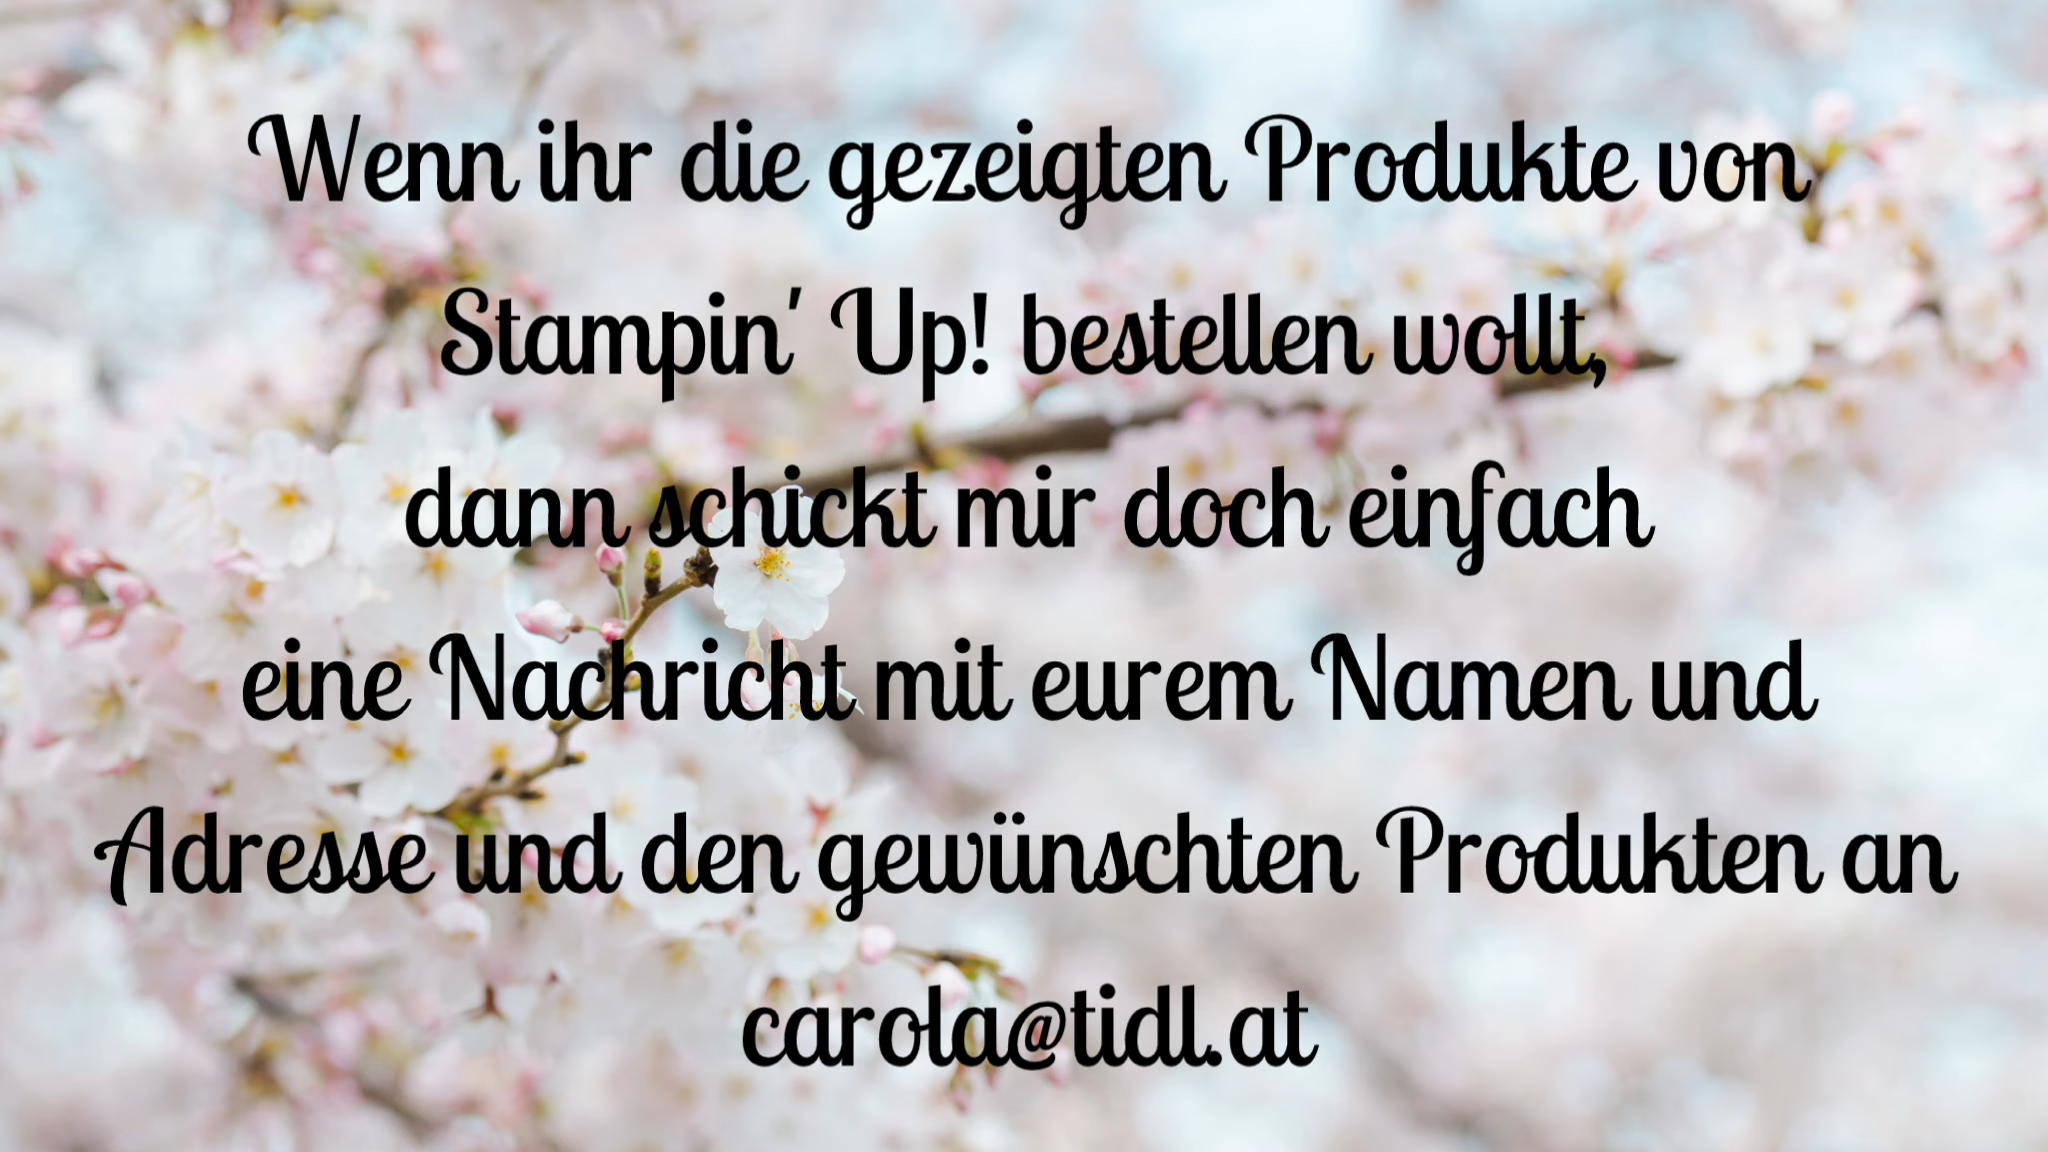 Wenn ihr die gezeigten Produkte von
Stampin' Up! bestellen wollt,
dann schickt mir doch einfach
eine Nachricht mit eurem Namen und
Adresse und den gewünschten Produkten an
carola@tidl.at